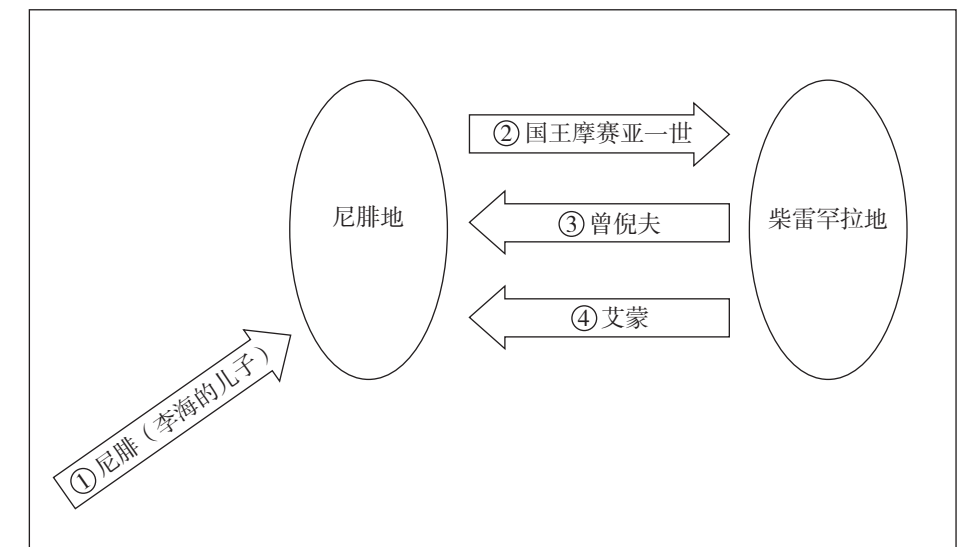 ②国王摩赛亚一世
尼腓地
③曾倪夫
柴雷罕拉地
④艾蒙
①尼腓（李海的儿子）